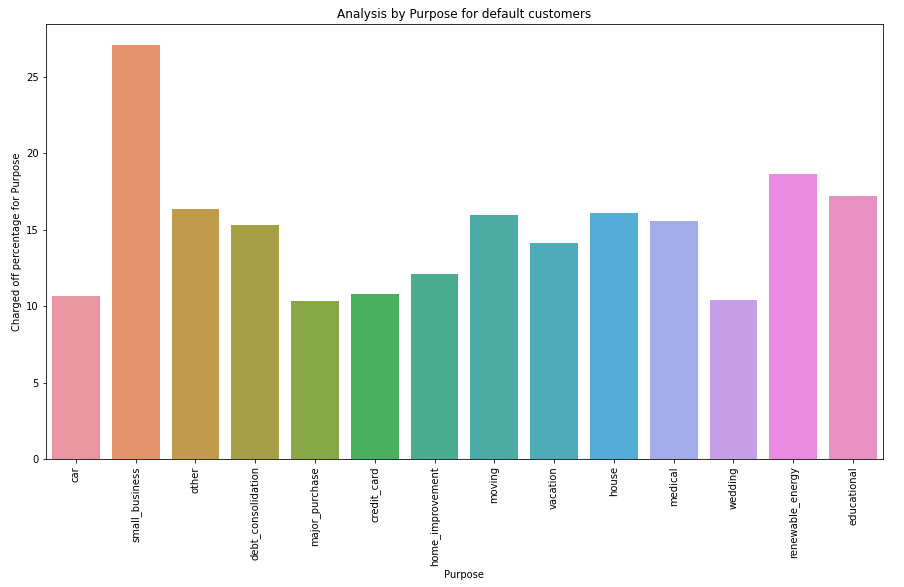 Analysis by Purpose for default customers
Charged off percentage for Purpose
25
20
15
10
5
0
car
small_business
other
debt_consolidation
major_purchase
credit_card
home_improvement
moving
vacation
house
medical
wedding
renewable_energy
educational
Purpose